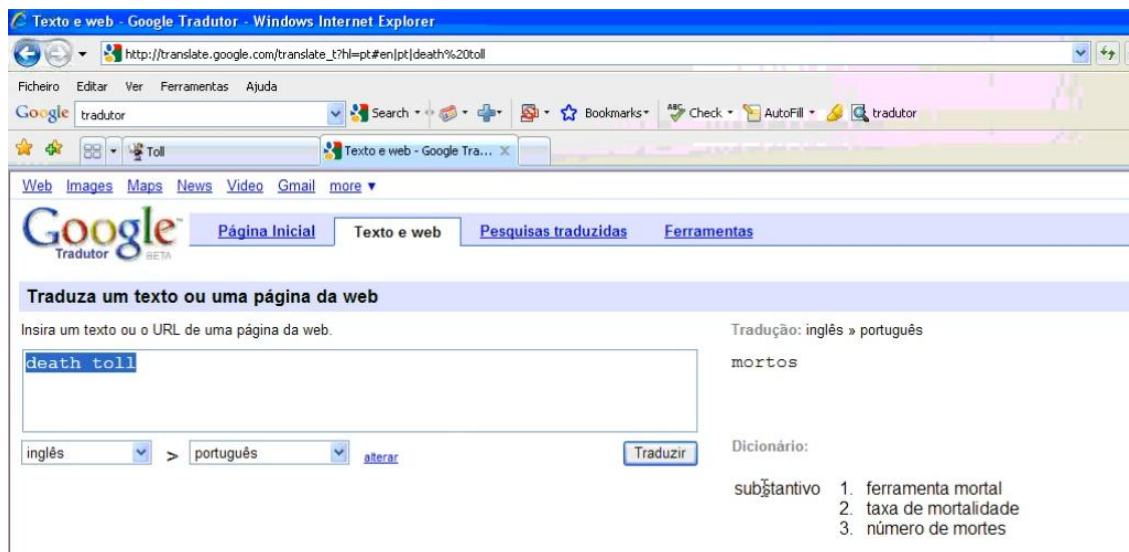 Texto e web - Google Tradutor - Windows Internet Explorer
http://translate.google.com/translate_t?hl=pt#en|pt|death%20toll
Ficheiro Editar Ver Ferramentas Ajuda
Google tradutor Search Bookmarks Check AutoFill tradutor
Toll Texto e web - Google Tra...
Web Images Maps News Video Gmail more
Google Tradutor BETA Página Inicial Texto e web Pesquisas traduzidas Ferramentas
Traduza um texto ou uma página da web
Insira um texto ou o URL de uma página da web. Tradução: inglês » português
death toll mortos
inglês > português alterar Traduzir Dicionário:
substantivo 1. ferramenta mortal
2. taxa de mortalidade
3. número de mortes